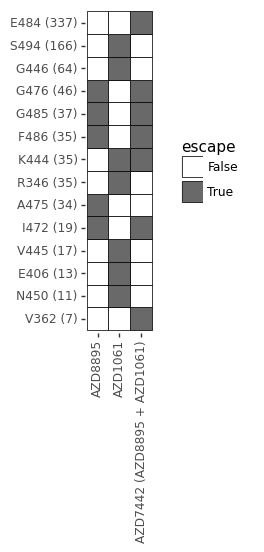 E484 (337)
S494 (166)
G446 (64)
G476 (46)
G485 (37)
F486 (35)
K444 (35)
R346 (35)
A475 (34)
I472 (19)
V445 (17)
E406 (13)
N450 (11)
V362 (7)
escape
False
True
AZD8895
AZD1061
AZD7442 (AZD8895 + AZD1061)